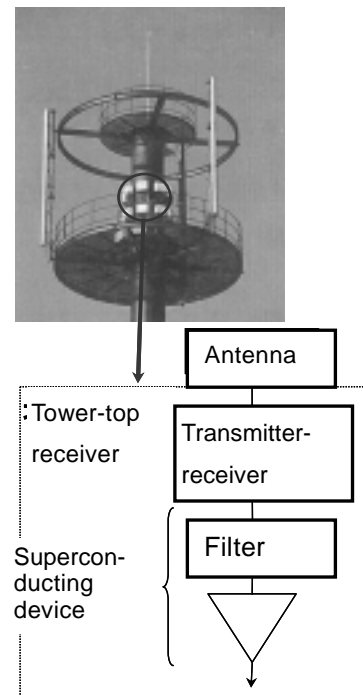 Antenna
:Tower-top
receiver
Transmitter-
receiver
Supercon-
ducting
device
Filter